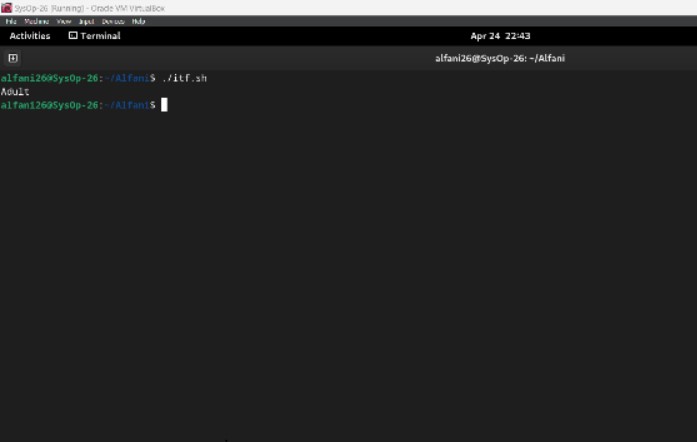 SysOp-26 [Running] - Oracle VM VirtualBox
File Machine View Input Devices Help
Activities Terminal Apr 24 22:43
alfani26@SysOp-26: ~/Alfani
alfani26@SysOp-26:~/Alfani$ ./itf.sh
Adult
alfani26@SysOp-26:~/Alfani$